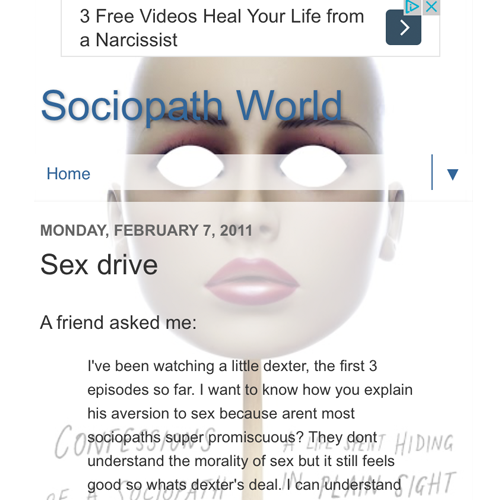 3 Free Videos Heal Your Life from
a Narcissist
Sociopath World
Home
▼
MONDAY, FEBRUARY 7, 2011
Sex drive
A friend asked me:
I've been watching a little dexter, the first 3
episodes so far. I want to know how you explain
his aversion to sex because arent most
sociopaths super promiscuous? They dont
understand the morality of sex but it still feels
good so whats dexter's deal. I can understand
CONFESSIONS
A LIFE SPENT HIDING
OF A SOCIOPATH
IN PLAIN SIGHT